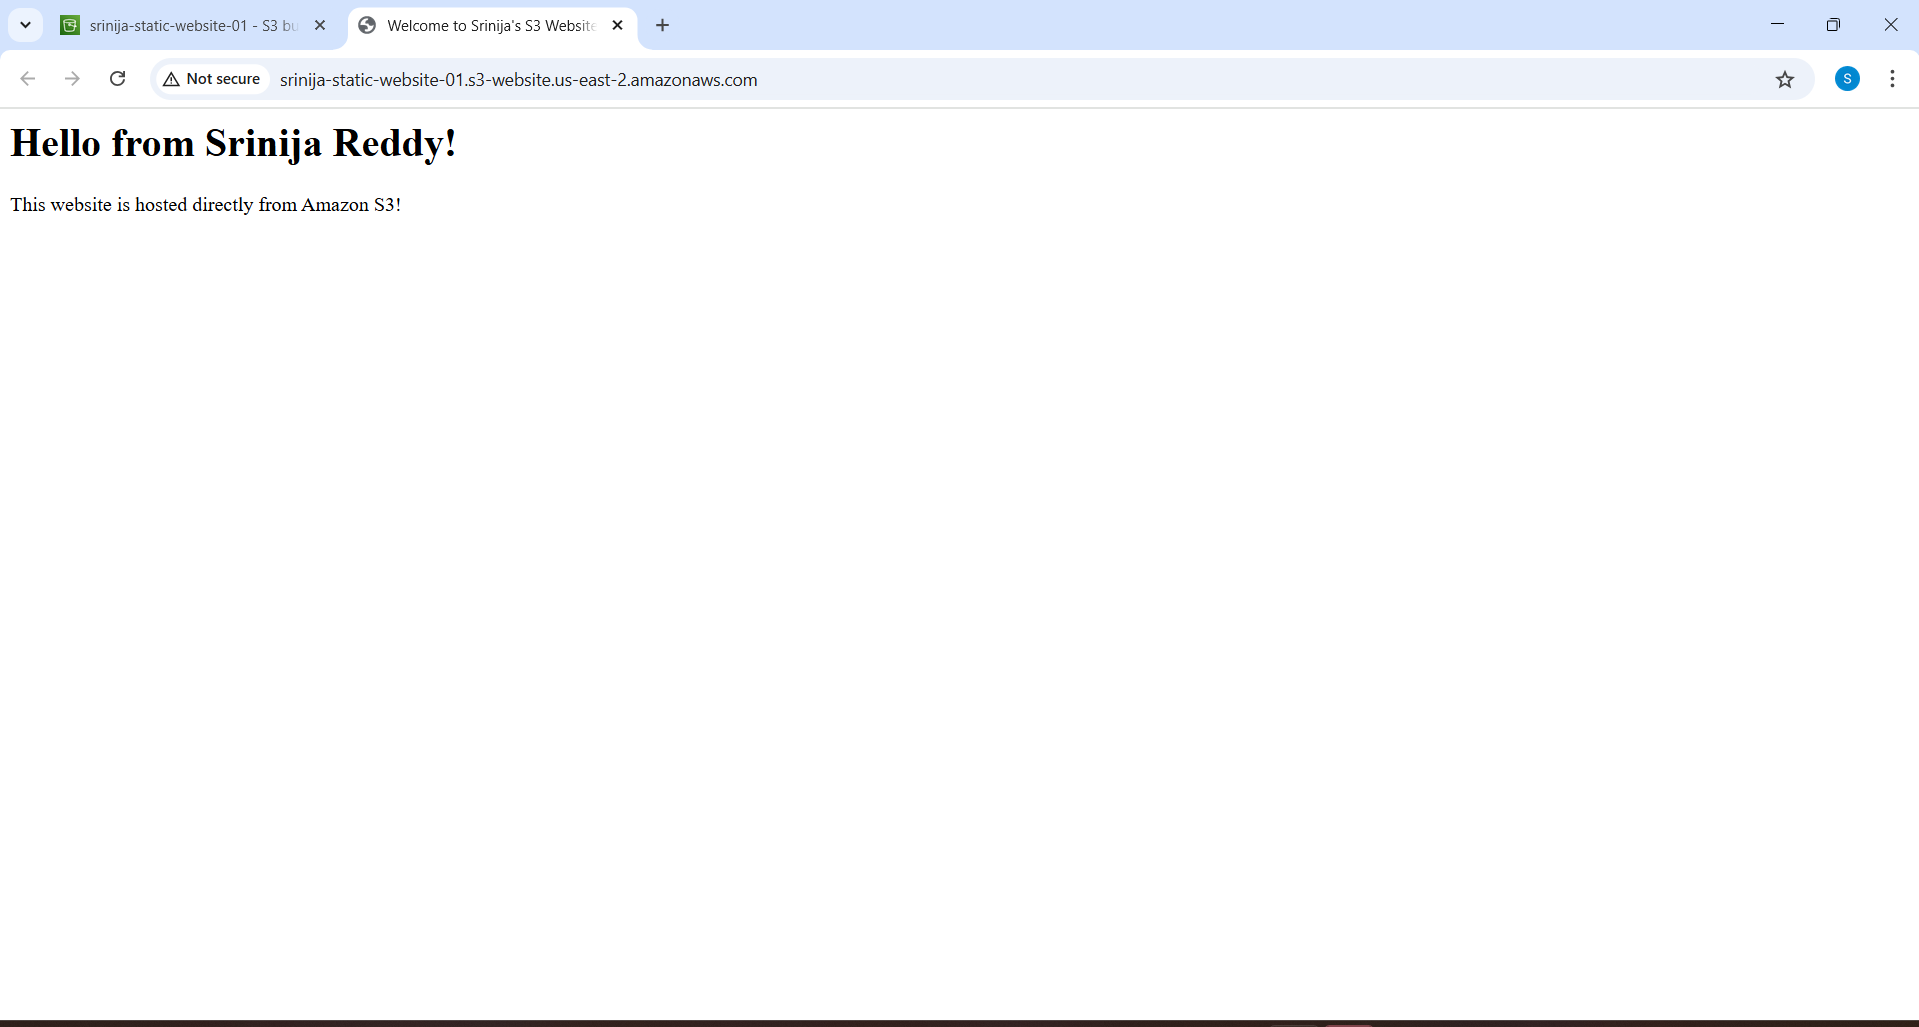 srinija-static-website-01 - S3 bu
Welcome to Srinija's S3 Website
Not secure
srinija-static-website-01.s3-website.us-east-2.amazonaws.com
S
Hello from Srinija Reddy!
This website is hosted directly from Amazon S3!